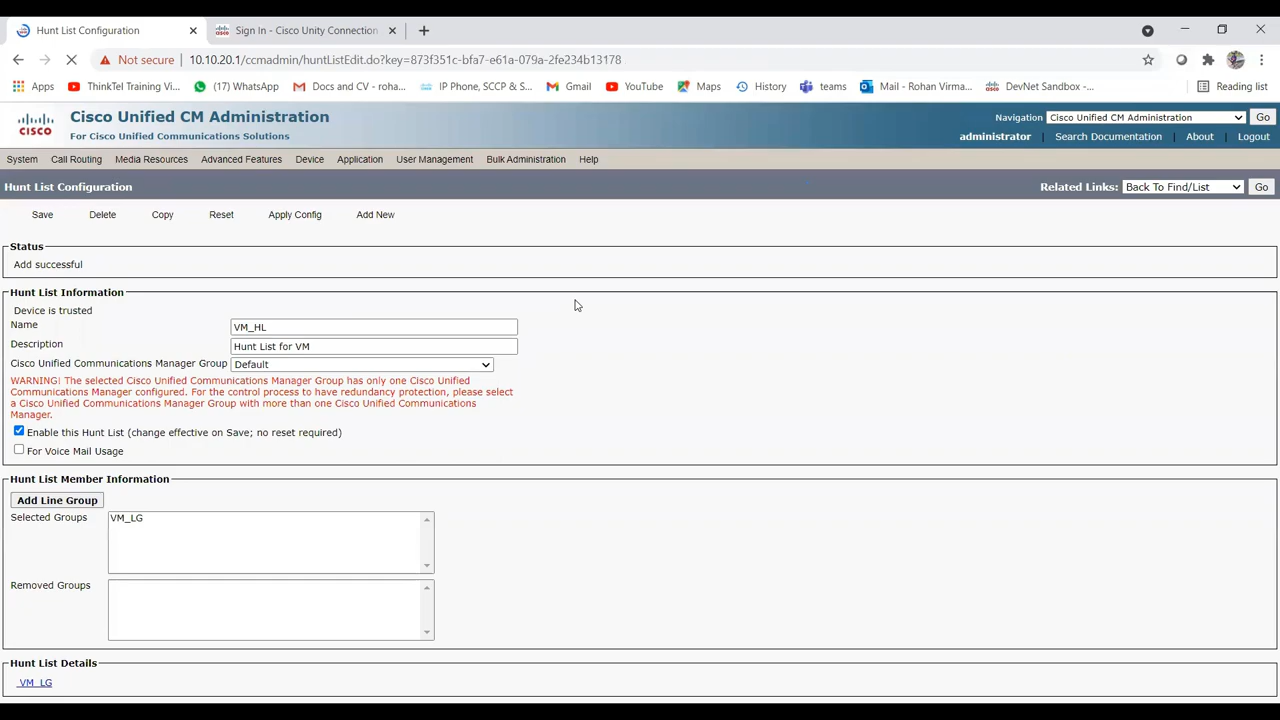 Hunt List Configuration
Sign In - Cisco Unity Connection
Not secure
10.10.20.1/ccmadmin/huntListEdit.do?key=873f351c-bfa7-e61a-079a-2fe234b13178
Apps
ThinkTel Training Vi...
(17) WhatsApp
Docs and CV - roha...
IP Phone, SCCP & S...
Gmail
YouTube
Maps
History
teams
Mail - Rohan Virma...
DevNet Sandbox -...
Reading list
CISCO
Cisco Unified CM Administration
For Cisco Unified Communications Solutions
Navigation Cisco Unified CM Administration Go
administrator Search Documentation About Logout
System Call Routing Media Resources Advanced Features Device Application User Management Bulk Administration Help
Hunt List Configuration
Related Links: Back To Find/List Go
Save Delete Copy Reset Apply Config Add New
Status
Add successful
Hunt List Information
Device is trusted
Name VM_HL
Description Hunt List for VM
Cisco Unified Communications Manager Group Default
WARNING! The selected Cisco Unified Communications Manager Group has only one Cisco Unified
Communications Manager configured. For the control process to have redundancy protection, please select
a Cisco Unified Communications Manager Group with more than one Cisco Unified Communications
Manager.
Enable this Hunt List (change effective on Save; no reset required)
For Voice Mail Usage
Hunt List Member Information
Add Line Group
Selected Groups VM_LG
Removed Groups
Hunt List Details
VM_LG